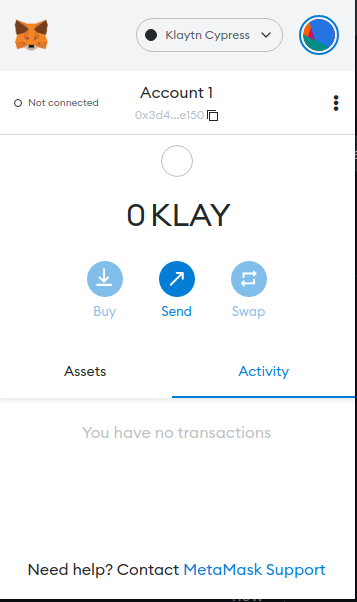 Klaytn Cypress
Not connected
Account 1
0x3d4...e150
0 KLAY
Buy
Send
Swap
Assets
Activity
You have no transactions
Need help? Contact MetaMask Support